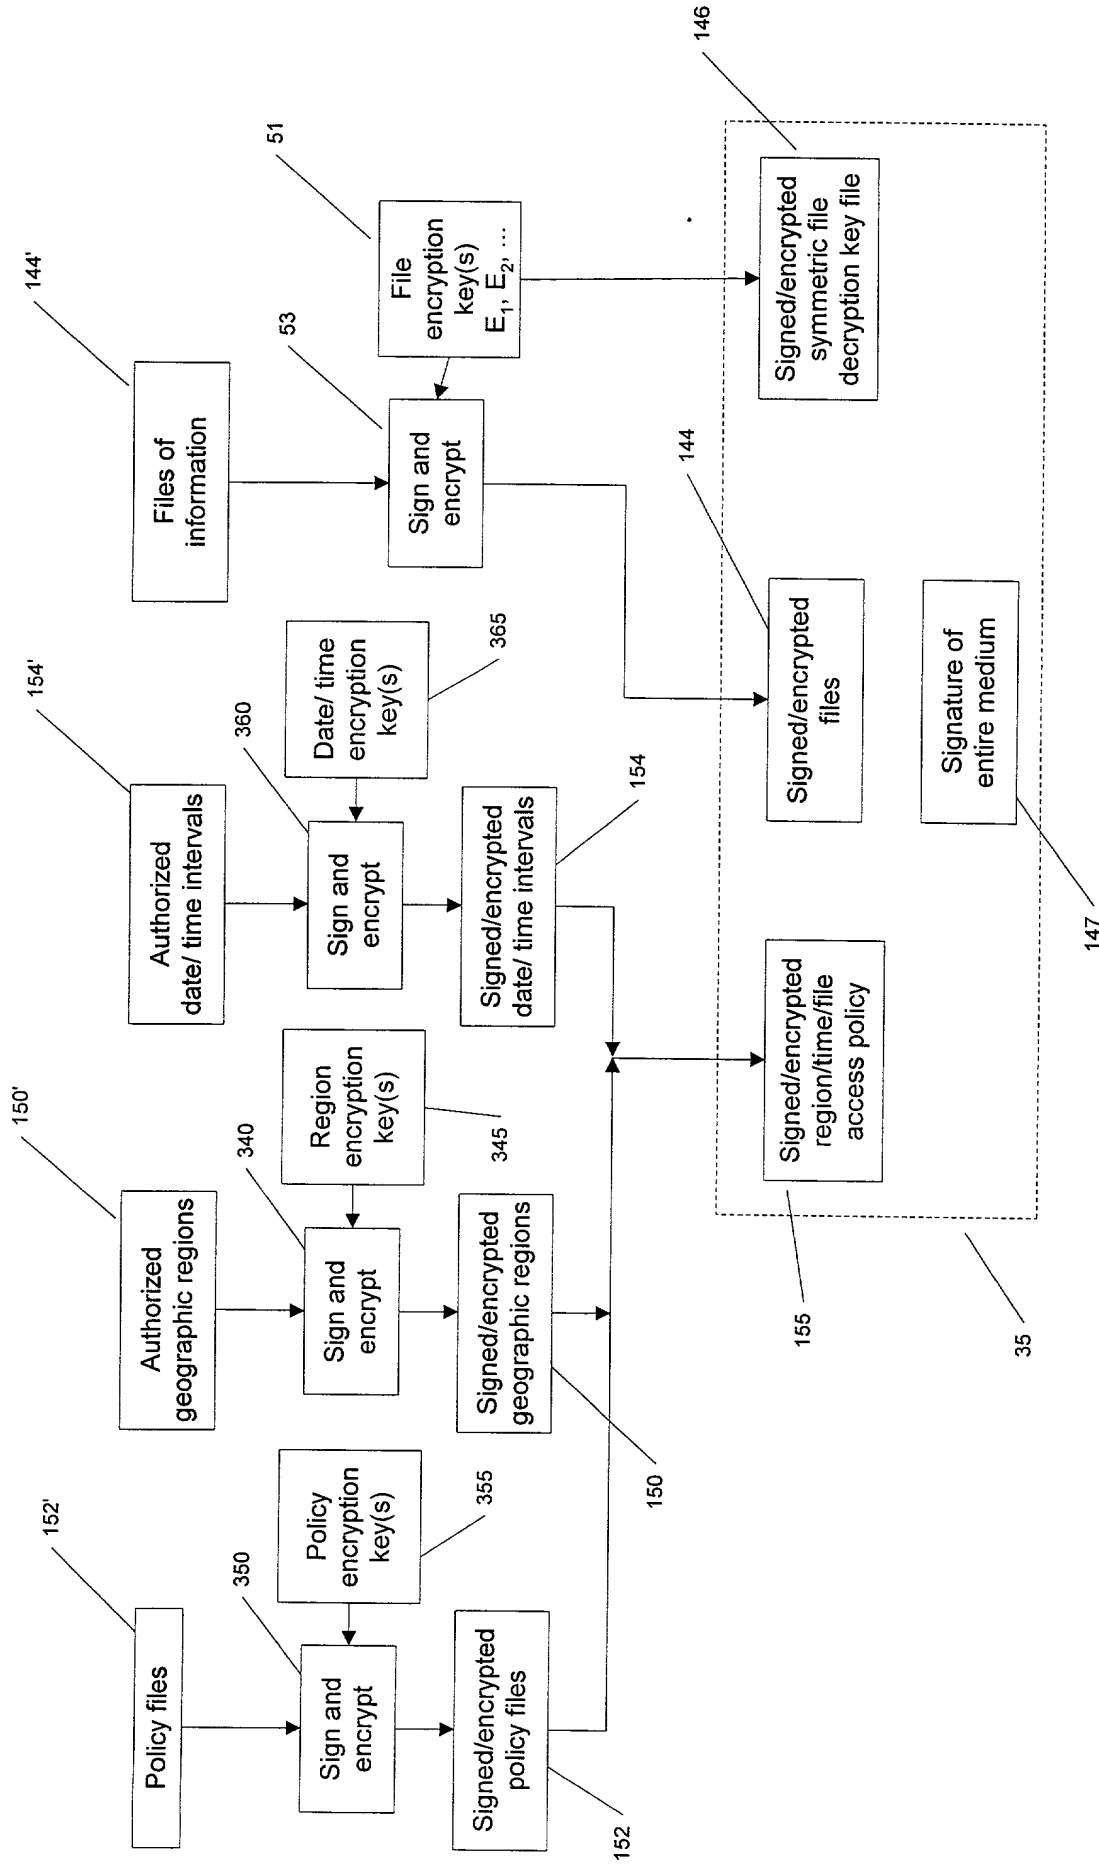 152'
Policy files
350
Sign and
encrypt
Policy
encryption
key(s)
355
Signed/encrypted
policy files
152
150'
Authorized
geographic regions
340
Sign and
encrypt
Region
encryption
key(s)
345
Signed/encrypted
geographic regions
150
154'
Authorized
date/ time intervals
360
Sign and
encrypt
Date/ time
encryption
key(s)
365
Signed/encrypted
date/ time intervals
154
144'
Files of
information
53
Sign and
encrypt
51
File
encryption
key(s)
E₁, E₂, ...
155
Signed/encrypted
region/time/file
access policy
35
144
Signed/encrypted
files
Signature of
entire medium
147
146
Signed/encrypted
symmetric file
decryption key file